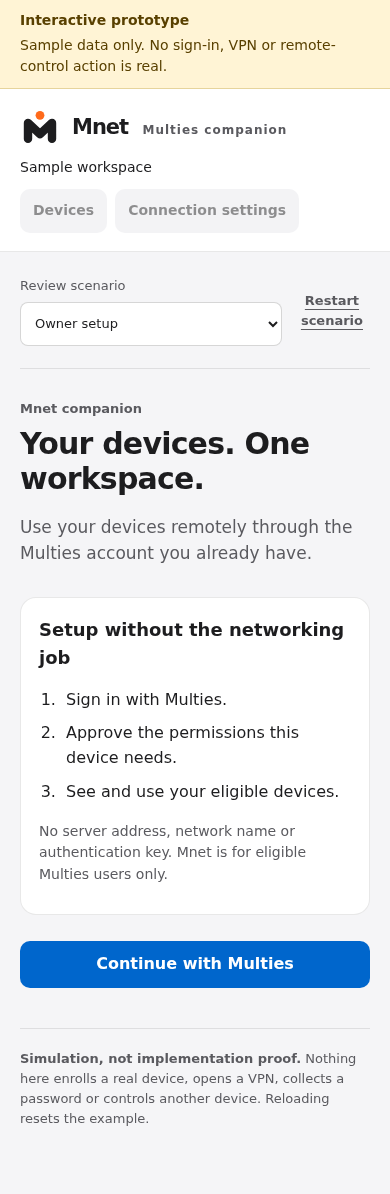 Interactive prototype
Sample data only. No sign-in, VPN or remote-
control action is real.
Mnet Multies companion
Sample workspace
Devices Connection settings
Review scenario
Owner setup
Restart
scenario
Mnet companion
Your devices. One
workspace.
Use your devices remotely through the
Multies account you already have.
Setup without the networking
job
1. Sign in with Multies.
2. Approve the permissions this
device needs.
3. See and use your eligible devices.
No server address, network name or
authentication key. Mnet is for eligible
Multies users only.
Continue with Multies
Simulation, not implementation proof. Nothing
here enrolls a real device, opens a VPN, collects a
password or controls another device. Reloading
resets the example.